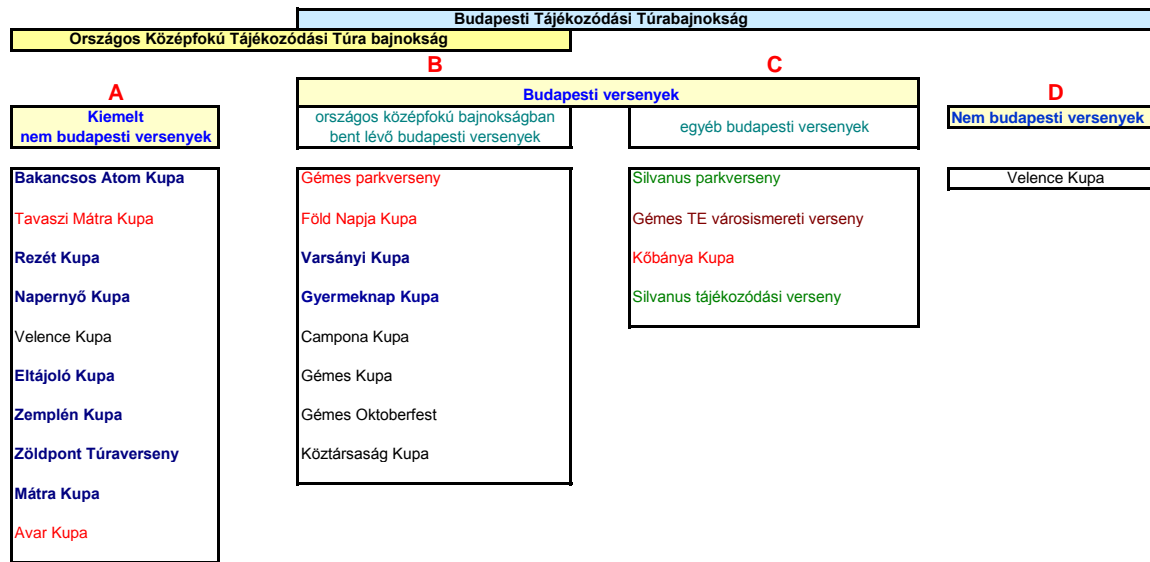 Budapesti Tájékozódási Túrabajnokság
Országos Középfokú Tájékozódási Túra bajnokság
B
C
A
Budapesti versenyek
D
Kiemelt
nem budapesti versenyek
országos középfokú bajnokságban
bent lévő budapesti versenyek
egyéb budapesti versenyek
Nem budapesti versenyek
Bakancsos Atom Kupa
Tavaszi Mátra Kupa
Rezét Kupa
Napernyő Kupa
Velence Kupa
Eltájoló Kupa
Zemplén Kupa
Zöldpont Túraverseny
Mátra Kupa
Avar Kupa
Gémes parkverseny
Föld Napja Kupa
Varsányi Kupa
Gyermeknap Kupa
Campona Kupa
Gémes Kupa
Gémes Oktoberfest
Köztársaság Kupa
Silvanus parkverseny
Gémes TE városismereti verseny
Kőbánya Kupa
Silvanus tájékozódási verseny
Velence Kupa